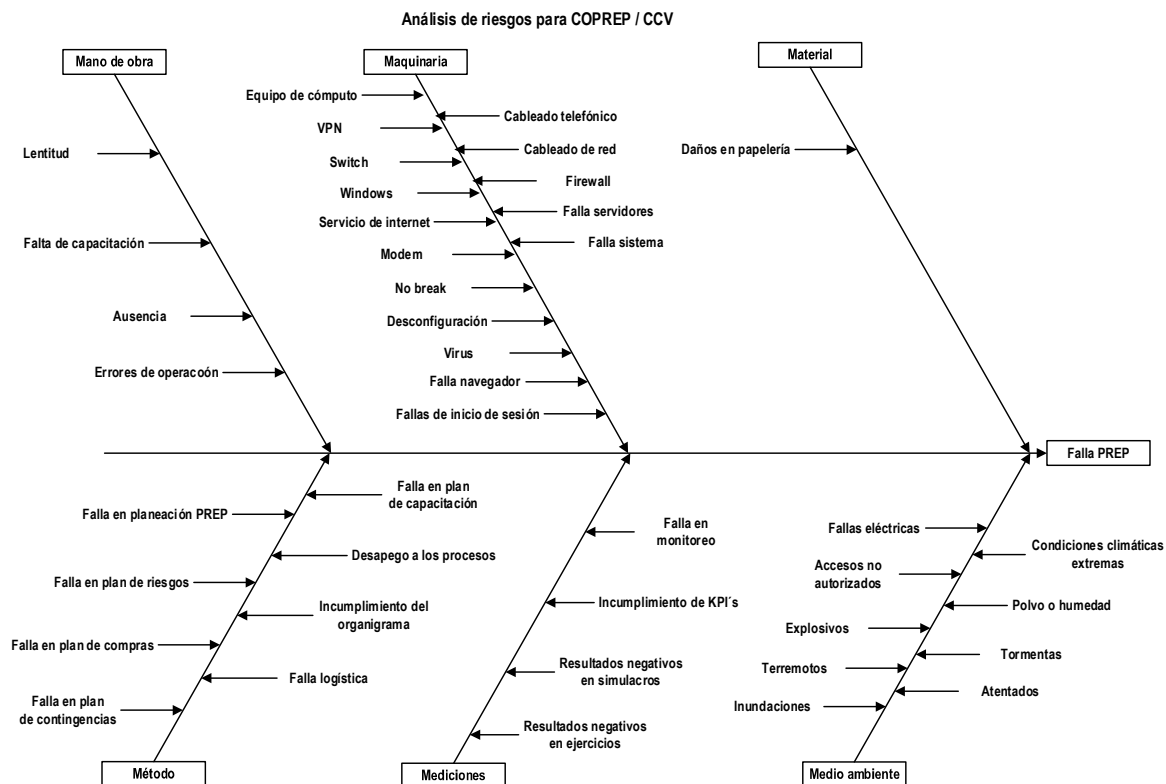 Análisis de riesgos para COPREP / CCV
Mano de obra
Maquinaria
Material
Equipo de cómputo
Cableado telefónico
VPN
Cableado de red
Lentitud
Switch
Daños en papelería
Firewall
Windows
Falla servidores
Servicio de internet
Falta de capacitación
Falla sistema
Modem
No break
Ausencia
Desconfiguración
Virus
Errores de operacoón
Falla navegador
Fallas de inicio de sesión
Falla PREP
Falla en plan
de capacitación
Falla en planeación PREP
Desapego a los procesos
Falla en plan de riesgos
Incumplimiento del
organigrama
Falla en plan de compras
Falla logística
Falla en plan
de contingencias
Falla en
monitoreo
Incumplimiento de KPI´s
Resultados negativos
en simulacros
Resultados negativos
en ejercicios
Fallas eléctricas
Condiciones climáticas
extremas
Accesos no
autorizados
Polvo o humedad
Explosivos
Tormentas
Terremotos
Atentados
Inundaciones
Método
Mediciones
Medio ambiente